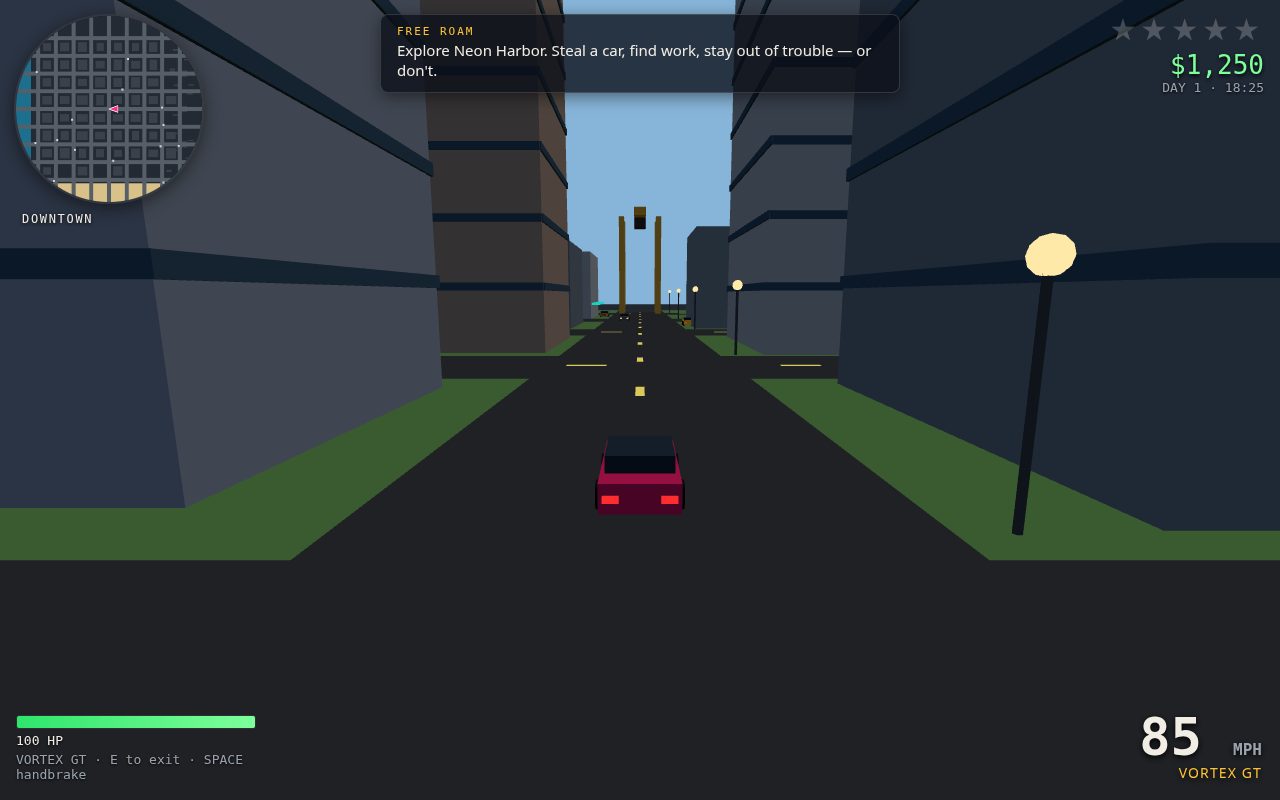 FREE ROAM
Explore Neon Harbor. Steal a car, find work, stay out of trouble — or
don't.
$1,250
DAY 1 · 18:25
DOWNTOWN
100 HP
VORTEX GT · E to exit · SPACE
handbrake
85 MPH
VORTEX GT